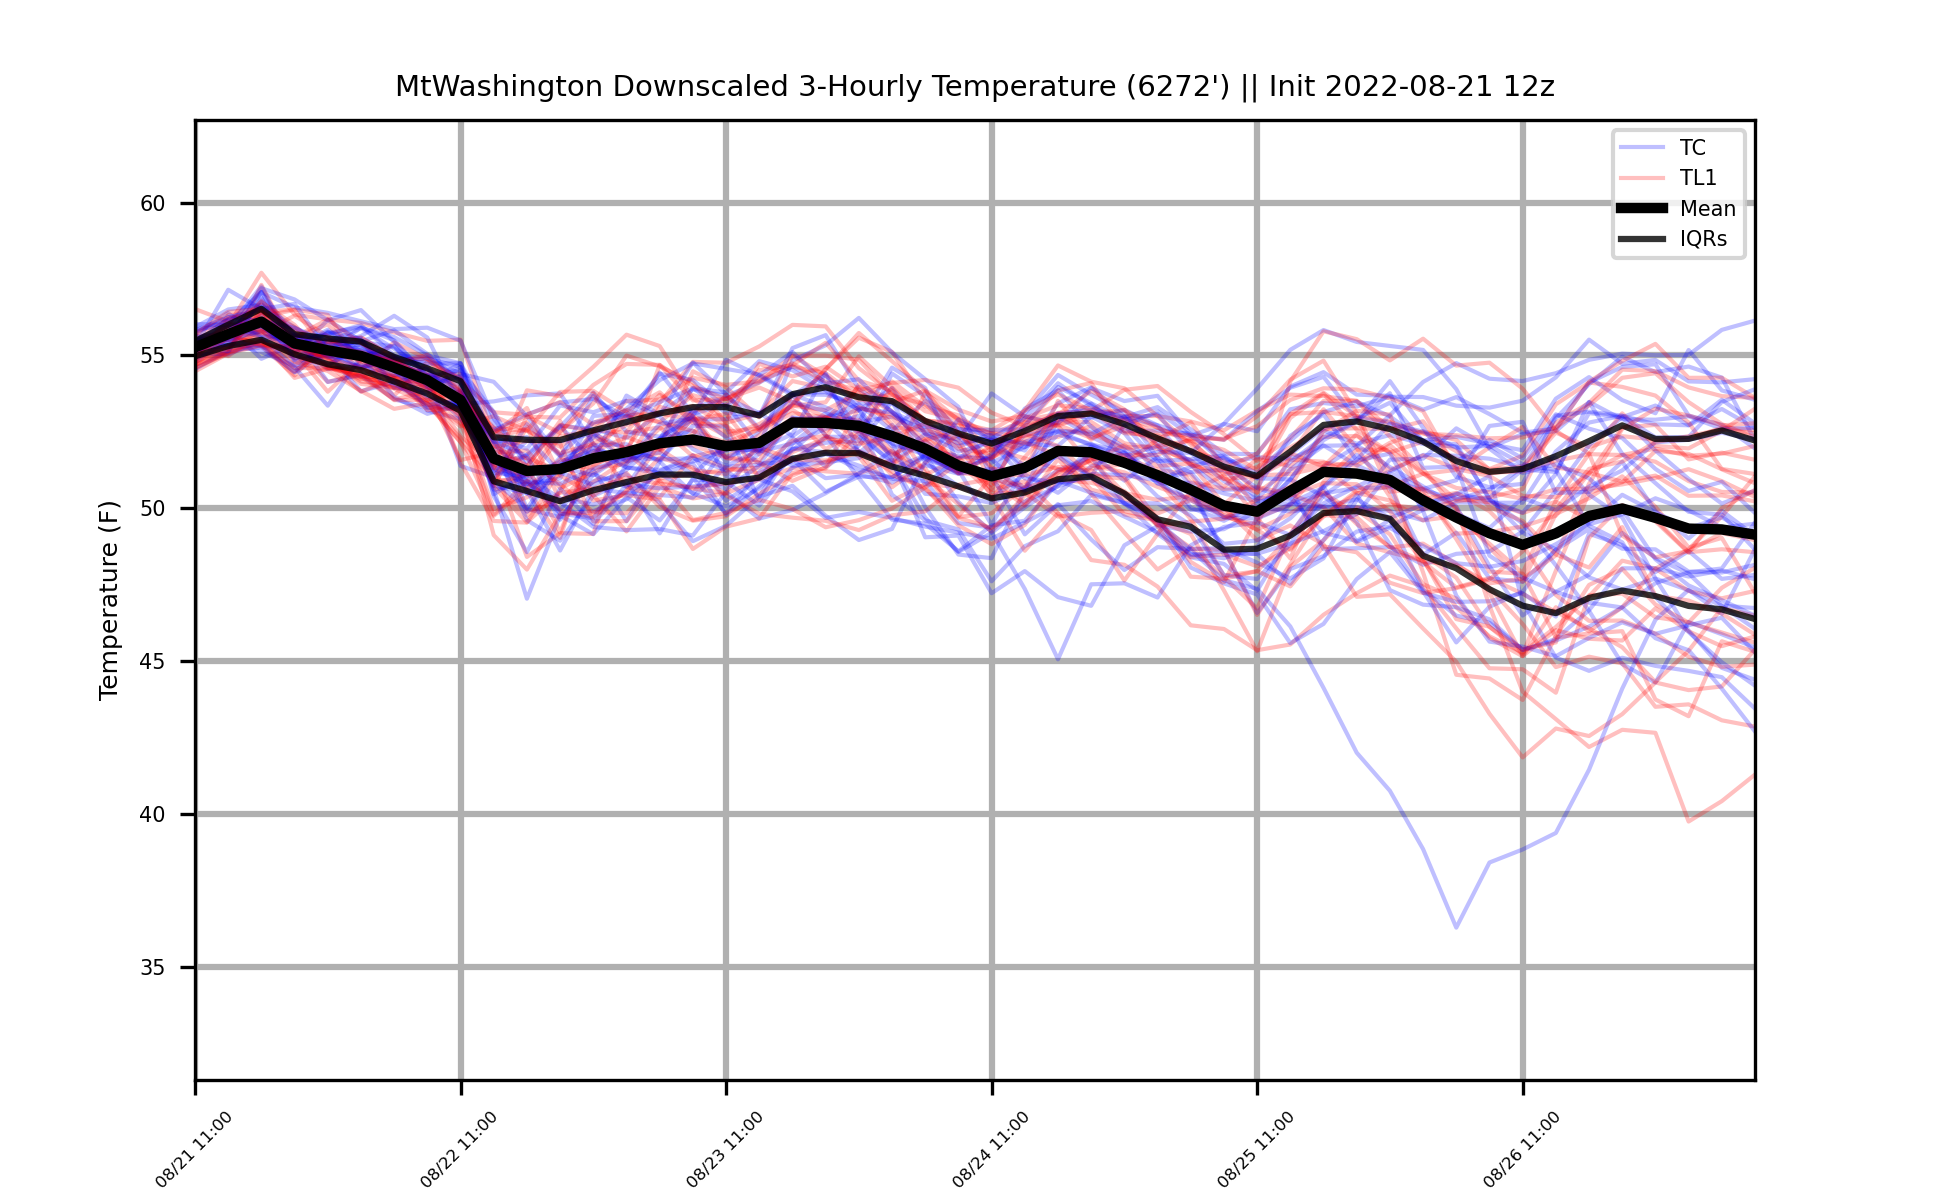 MtWashington Downscaled 3-Hourly Temperature (6272') || Init 2022-08-21 12z
TC
TL1
Mean
IQRs
Temperature (F)
60
55
50
45
40
35
08/21 11:00
08/22 11:00
08/23 11:00
08/24 11:00
08/25 11:00
08/26 11:00